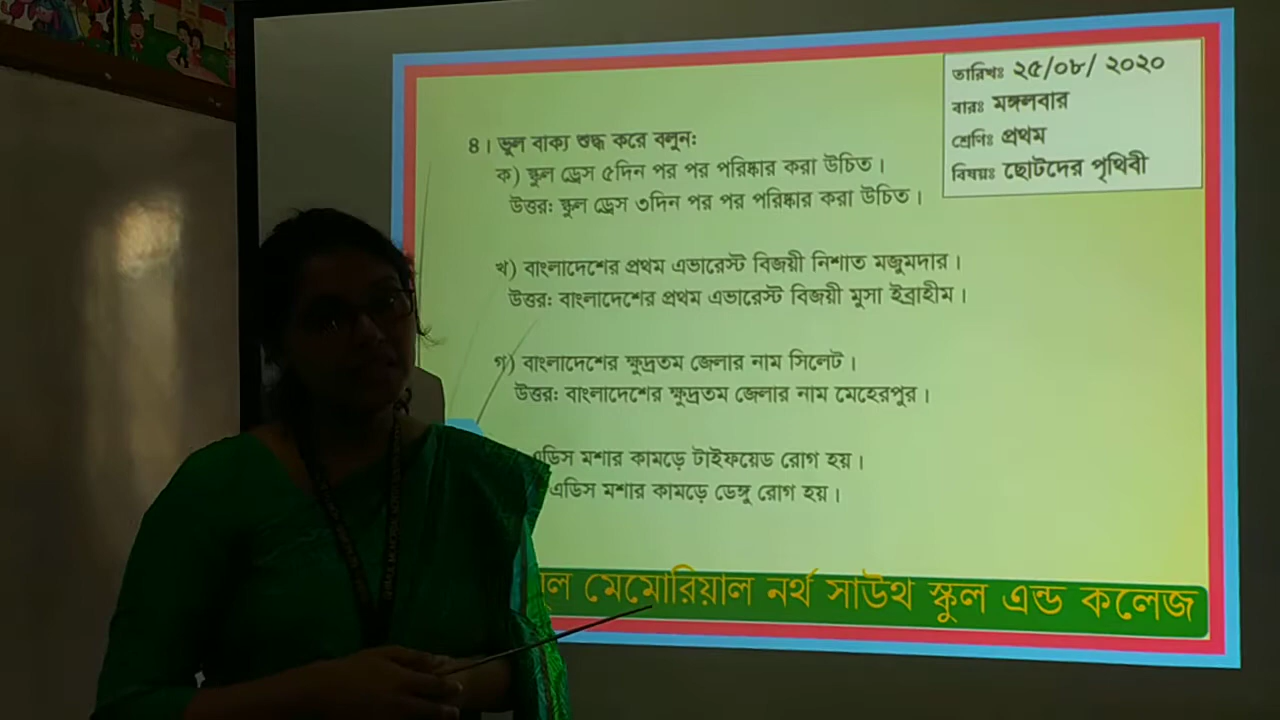 তারিখঃ ২৫/০৮/ ২০২০
বারঃ মঙ্গলবার
শ্রেণিঃ প্রথম
বিষয়ঃ ছোটদের পৃথিবী
৪। ভুল বাক্য শুদ্ধ করে বলুন:
ক) স্কুল ড্রেস ৫দিন পর পর পরিষ্কার করা উচিত।
উত্তর: স্কুল ড্রেস ৩দিন পর পর পরিষ্কার করা উচিত।
খ) বাংলাদেশের প্রথম এভারেস্ট বিজয়ী নিশাত মজুমদার।
উত্তর: বাংলাদেশের প্রথম এভারেস্ট বিজয়ী মুসা ইব্রাহীম।
গ) বাংলাদেশের ক্ষুদ্রতম জেলার নাম সিলেট।
উত্তর: বাংলাদেশের ক্ষুদ্রতম জেলার নাম মেহেরপুর।
এডিস মশার কামড়ে টাইফয়েড রোগ হয়।
এডিস মশার কামড়ে ডেঙ্গু রোগ হয়।
মেমোরিয়াল নর্থ সাউথ স্কুল এন্ড কলেজ